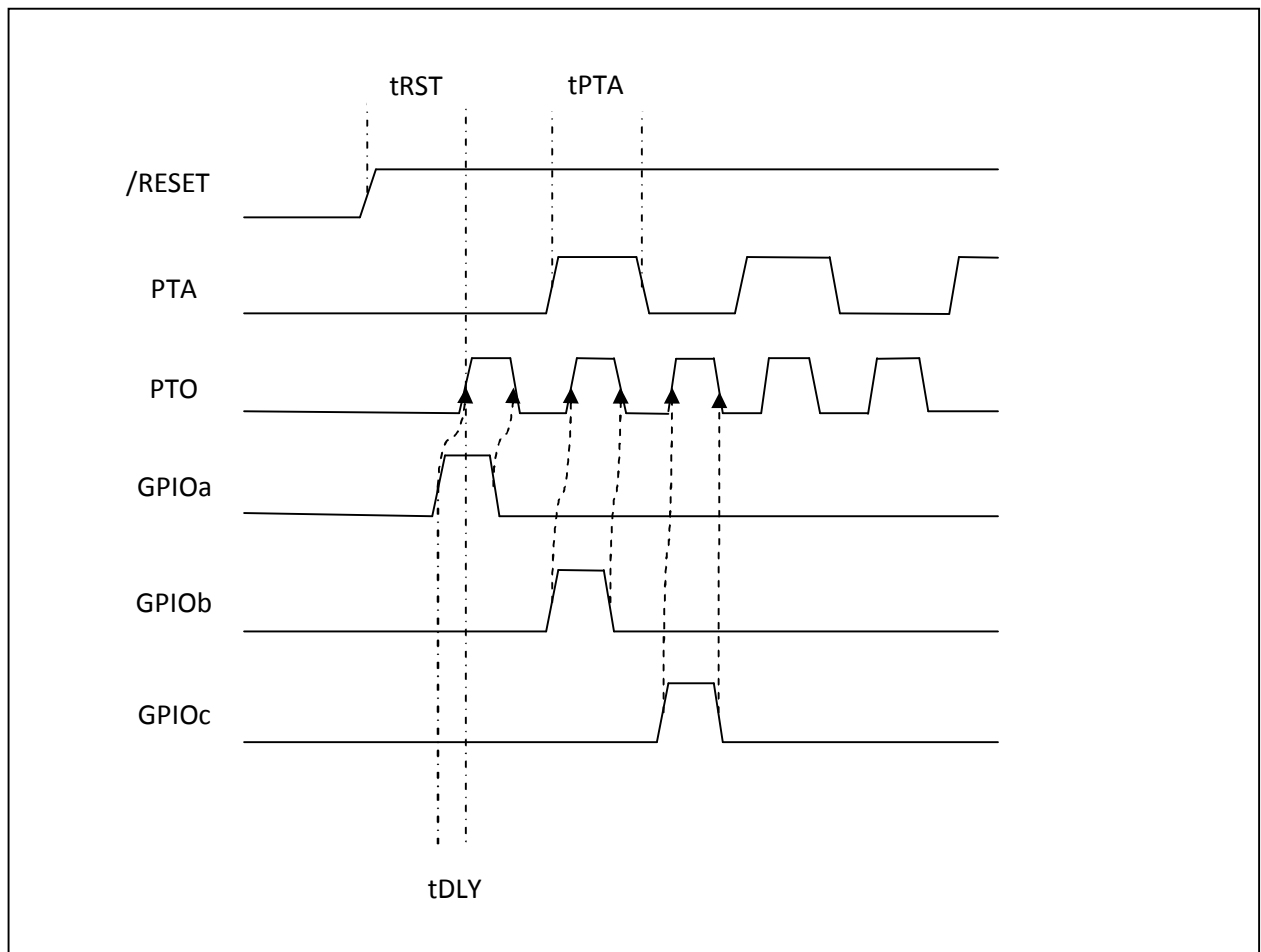 tRST
tPTA
/RESET
PTA
PTO
GPIOa
GPIOb
GPIOc
tDLY